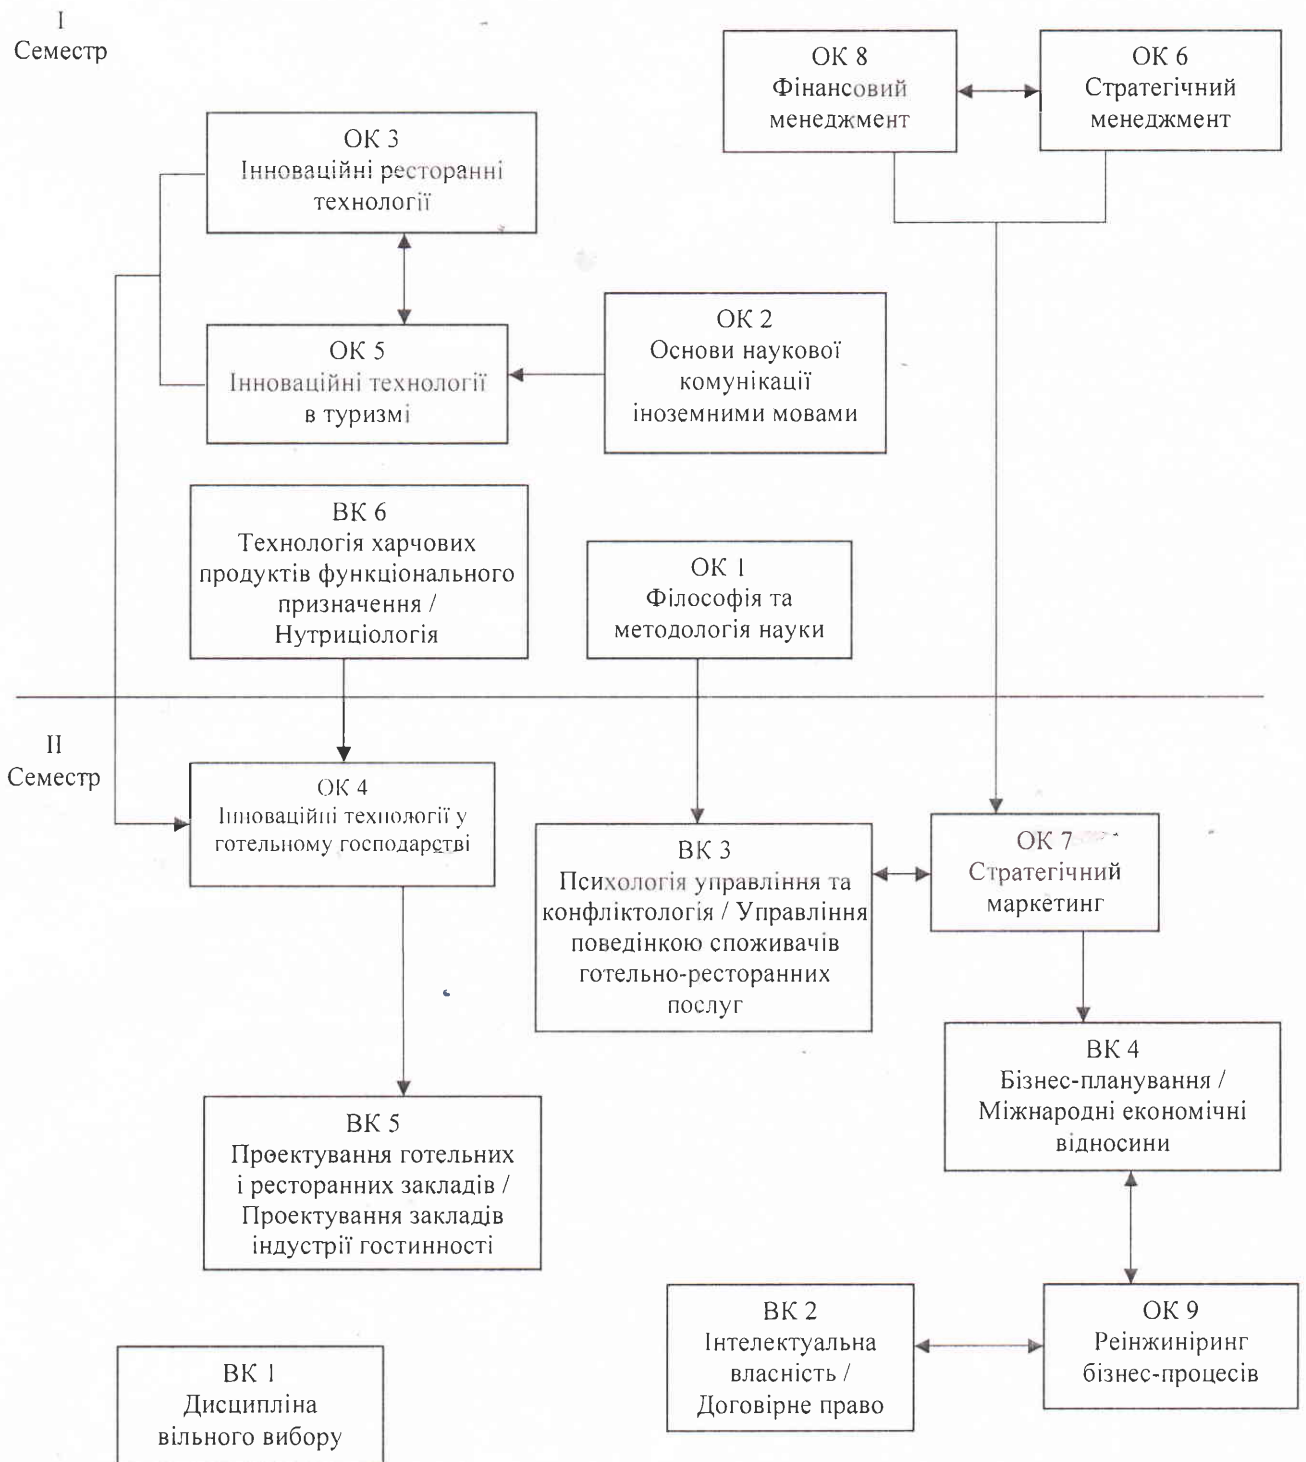 I
Семестр
ОК 8
Фінансовий
менеджмент
ОК 6
Стратегічний
менеджмент
ОК 3
Інноваційні ресторанні
технології
ОК 5
Інноваційні технології
в туризмі
ОК 2
Основи наукової
комунікації
іноземними мовами
ВК 6
Технологія харчових
продуктів функціонального
призначення /
Нутриціологія
ОК 1
Філософія та
методологія науки
II
Семестр
ОК 4
Інноваційні технології у
готельному господарстві
ВК 3
Психологія управління та
конфліктологія / Управління
поведінкою споживачів
готельно-ресторанних
послуг
ОК 7
Стратегічний
маркетинг
ВК 4
Бізнес-планування /
Міжнародні економічні
відносини
ВК 5
Проектування готельних
і ресторанних закладів /
Проектування закладів
індустрії гостинності
ВК 2
Інтелектуальна
власність /
Договірне право
ОК 9
Реінжиніринг
бізнес-процесів
ВК 1
Дисципліна
вільного вибору